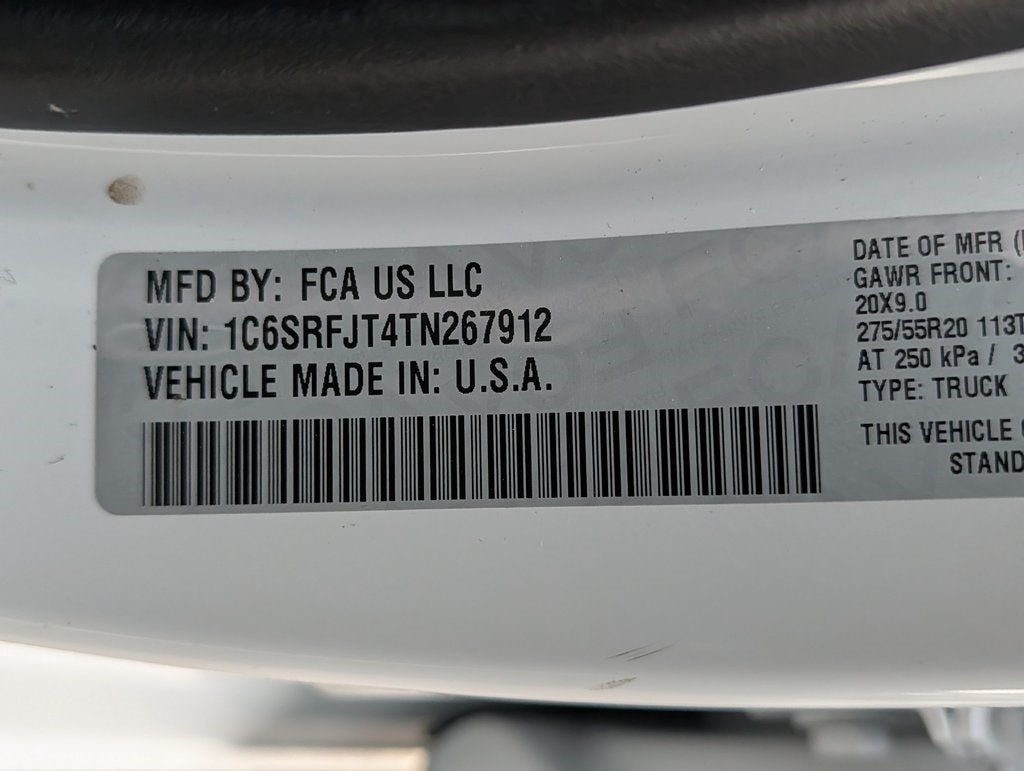 MFD BY: FCA US LLC
VIN: 1C6SRFJT4TN267912
VEHICLE MADE IN: U.S.A.
DATE OF MFR (
GAWR FRONT:
20X9.0
275/55R20 113T
AT 250 kPa / 3
TYPE: TRUCK
THIS VEHICLE
STAND